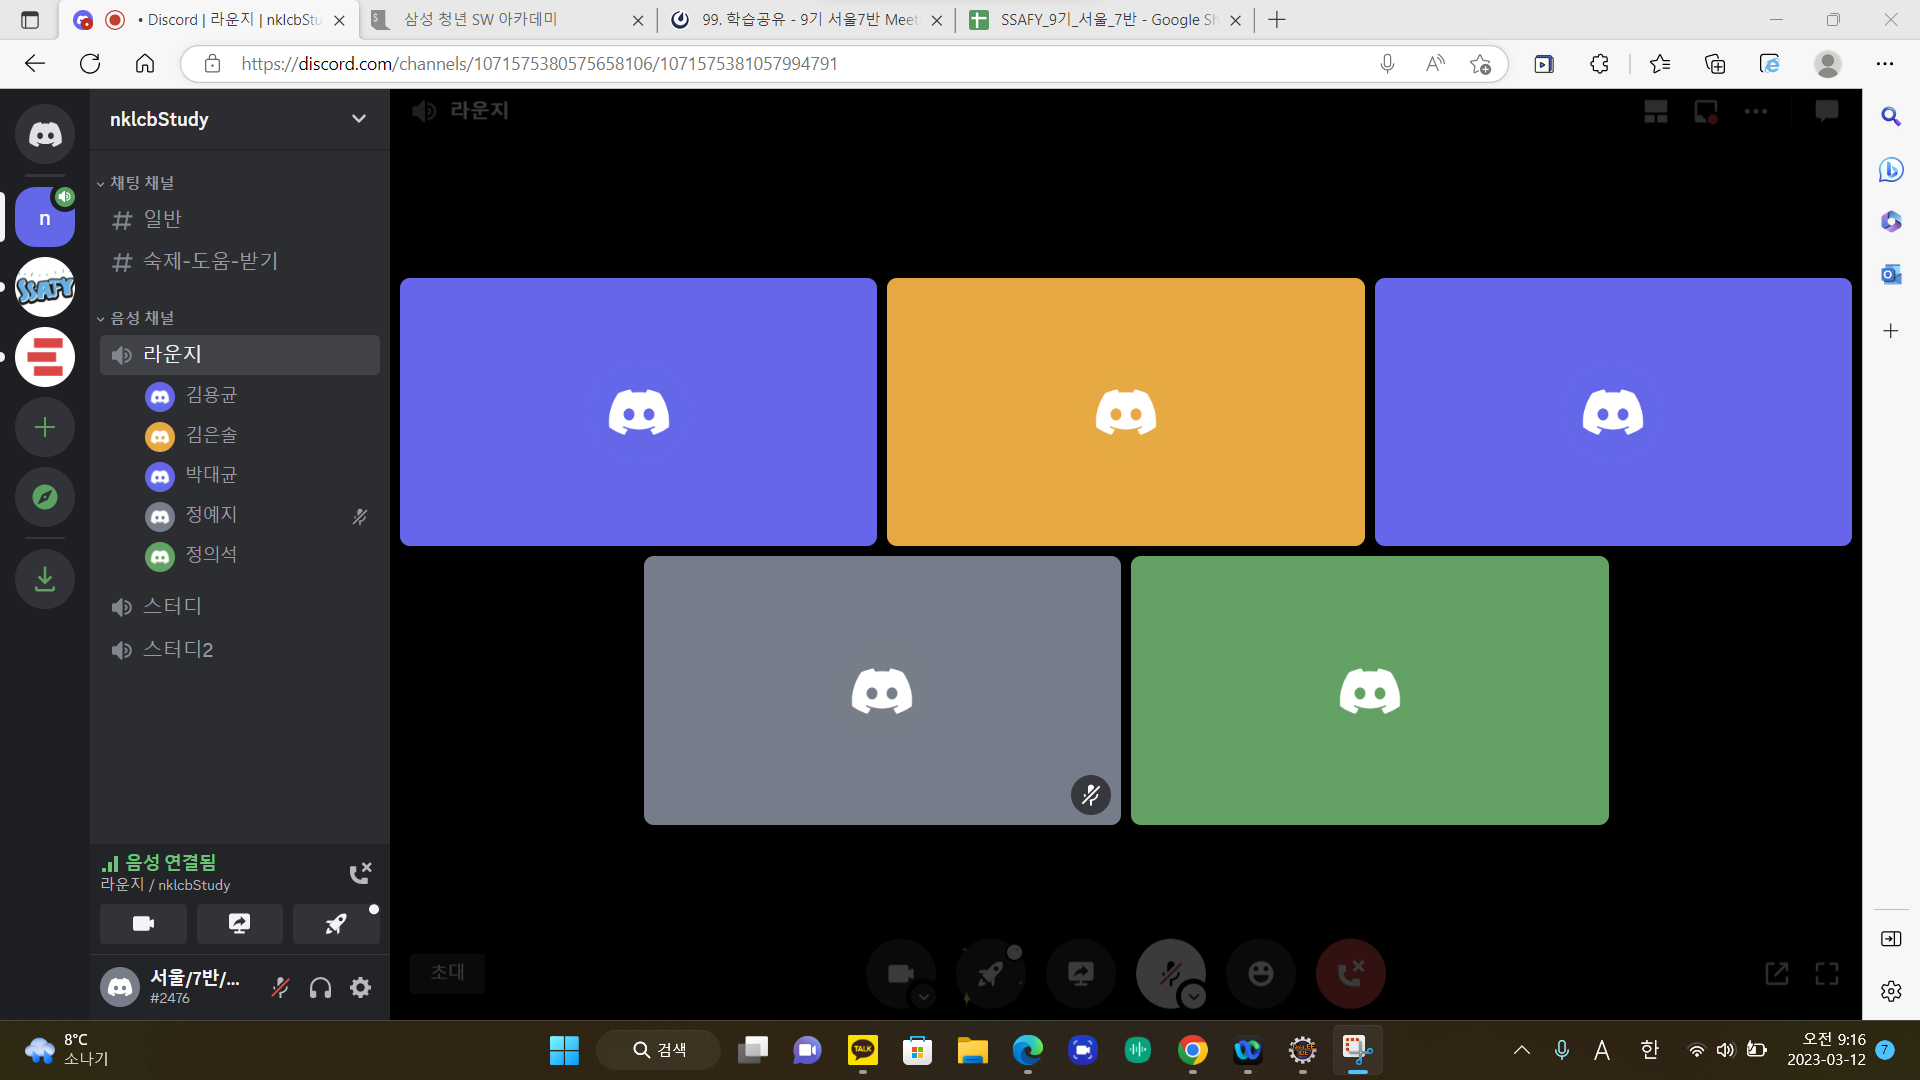 • Discord | 라운지 | nklcbStu
삼성 청년 SW 아카데미
99. 학습공유 - 9기 서울7반 Meet
SSAFY_9기_서울_7반 - Google Sh
https://discord.com/channels/1071575380575658106/1071575381057994791
nklcbStudy
라운지
채팅 채널
일반
n
숙제-도움-받기
SSAFY
음성 채널
라운지
김용균
김은솔
박대균
정예지
정의석
스터디
스터디2
음성 연결됨
라운지 / nklcbStudy
초대
서울/7반/...
#2476
8°C
소나기
검색
TALK
A
한
오전 9:16
2023-03-12
7